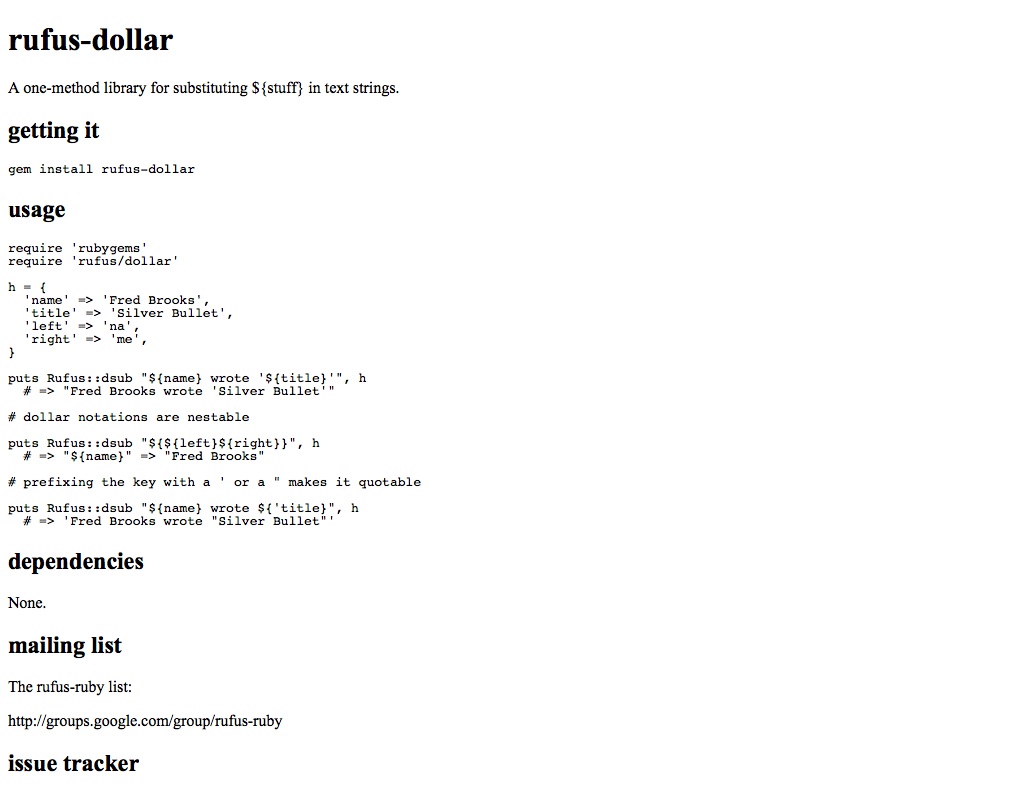 rufus-dollar
A one-method library for substituting ${stuff} in text strings.
getting it
gem install rufus-dollar
usage
require 'rubygems'
require 'rufus/dollar'
h = {
  'name' => 'Fred Brooks',
  'title' => 'Silver Bullet',
  'left' => 'na',
  'right' => 'me',
}
puts Rufus::dsub "${name} wrote '${title}'", h
  # => "Fred Brooks wrote 'Silver Bullet'"
# dollar notations are nestable
puts Rufus::dsub "${${left}${right}}", h
  # => "${name}" => "Fred Brooks"
# prefixing the key with a ' or a " makes it quotable
puts Rufus::dsub "${name} wrote ${'title}", h
  # => 'Fred Brooks wrote "Silver Bullet"'
dependencies
None.
mailing list
The rufus-ruby list:
http://groups.google.com/group/rufus-ruby
issue tracker